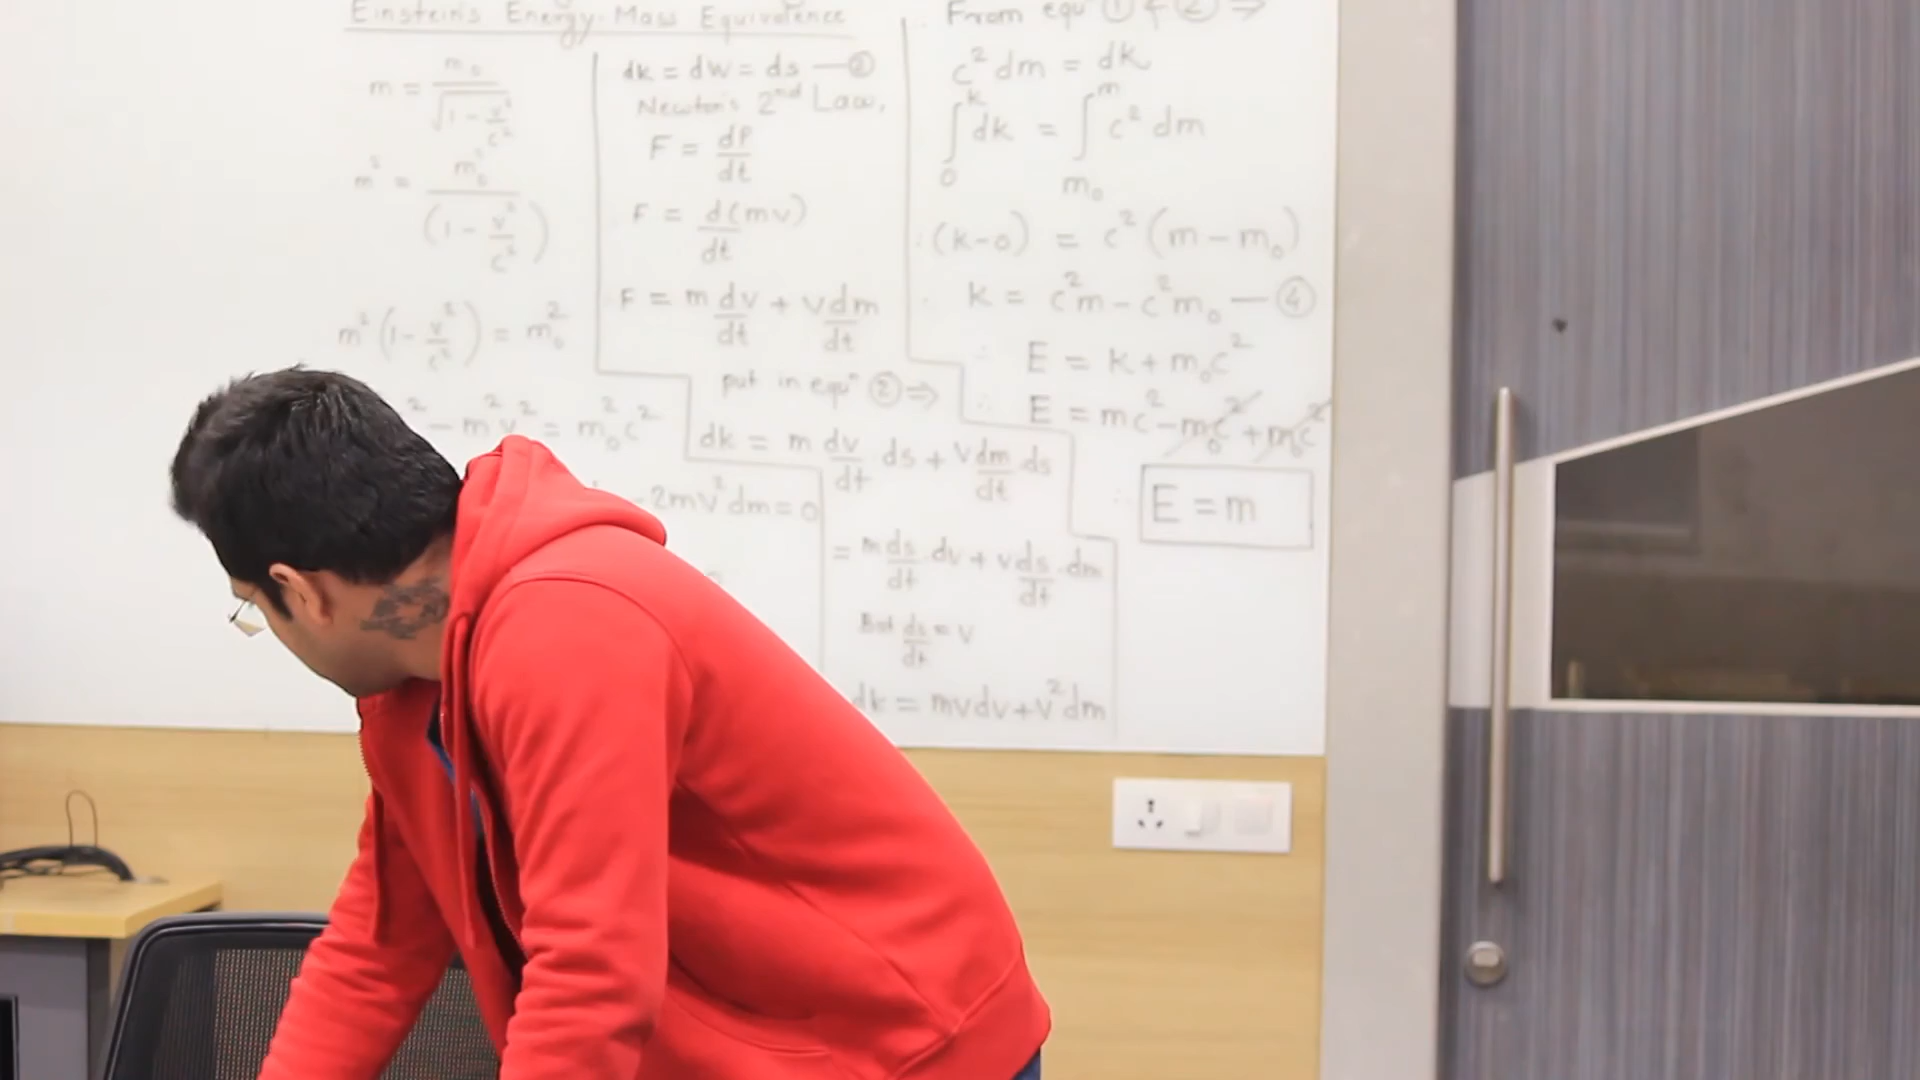 Einstein's Energy-Mass Equivalence
m = m₀ / √(1 - v²/c²)
m² = m₀² / (1 - v²/c²)
m² (1 - v²/c²) = m₀²
² - m²v² = m₀²c²
- 2mv²dm = 0
dk = dw = ds — ②
Newton's 2nd Law,
F = dP/dt
F = d(mv)/dt
F = m dv/dt + v dm/dt
put in equⁿ ② ⇒
dk = m dv/dt ds + v dm/dt ds
= m ds/dt . dv + v ds/dt . dm
But ds/dt = v
dk = mvdv + v²dm
From equⁿ ① & ② ⇒
c² dm = dk
∫₀ᵏ dk = ∫ₘ₀ᵐ c² dm
∴ (k-0) = c² (m - m₀)
∴ k = c²m - c²m₀ — ④
∴ E = k + m₀c²
∴ E = mc² - m₀c² + m₀c²
∴ E = m